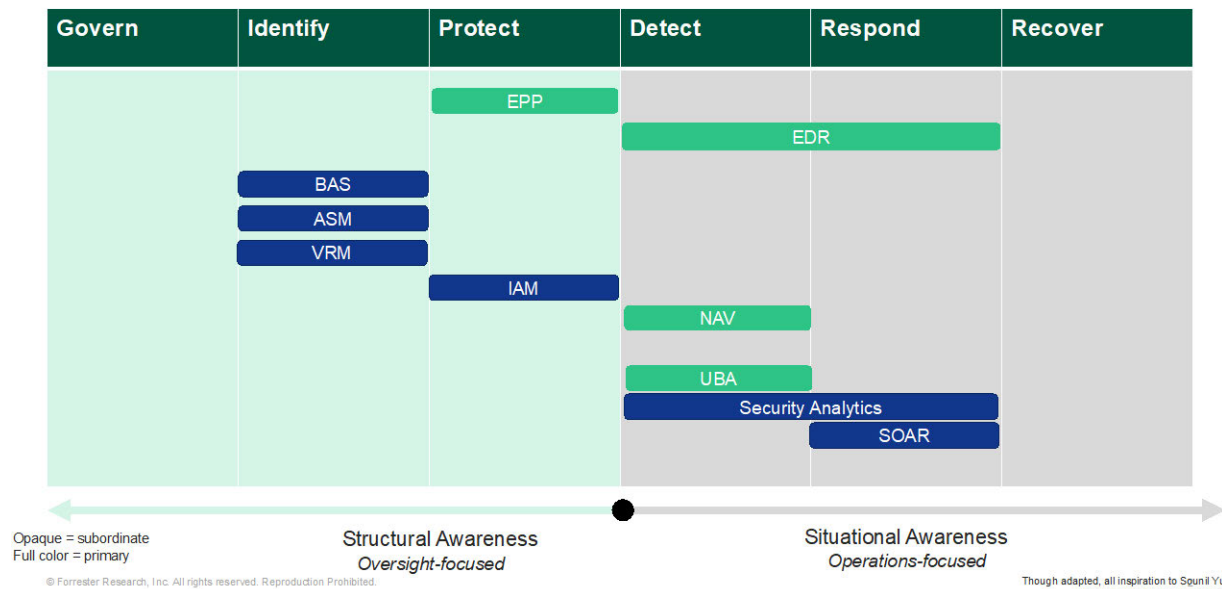 Govern Identify Protect Detect Respond Recover
EPP
EDR
BAS
ASM
VRM
IAM
NAV
UBA
Security Analytics
SOAR
Opaque = subordinate
Full color = primary
Structural Awareness
Oversight-focused
Situational Awareness
Operations-focused
© Forrester Research, Inc. All rights reserved. Reproduction Prohibited.
Though adapted, all inspiration to Sounil Yu